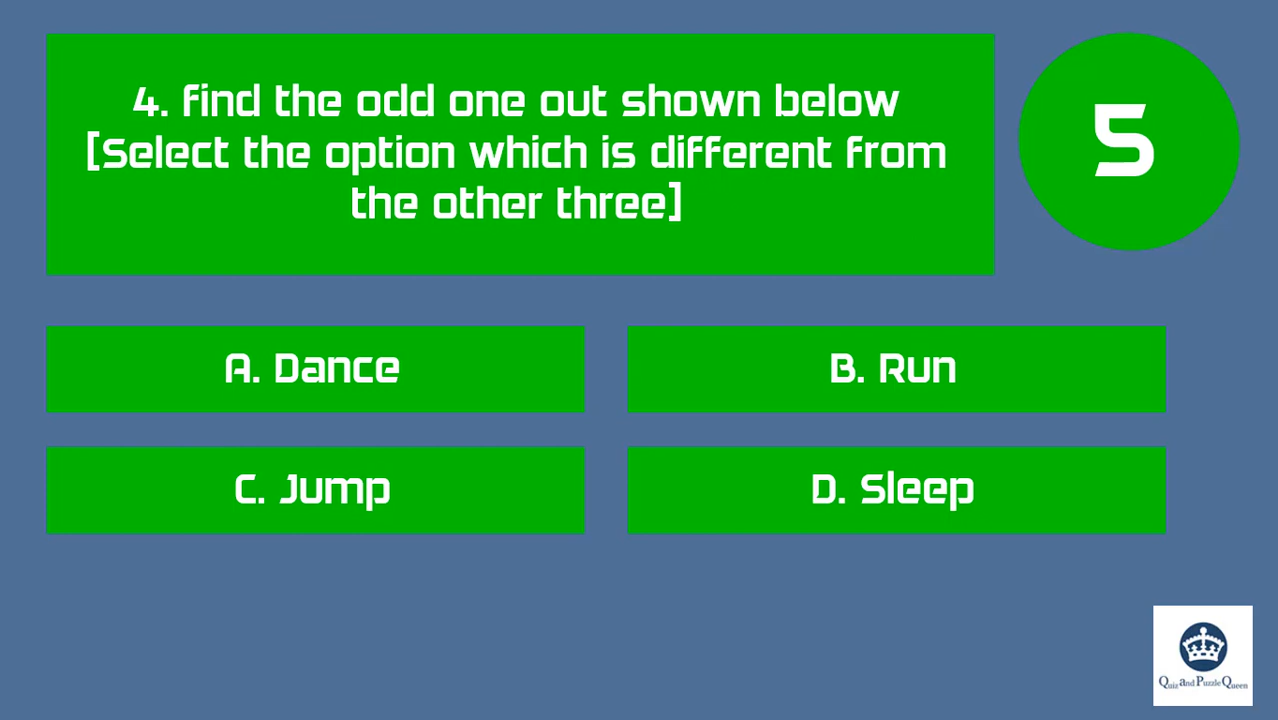 4. Find the odd one out shown below
[Select the option which is different from
the other three]
5
A. Dance
B. Run
C. Jump
D. Sleep
Quiz and Puzzle Queen